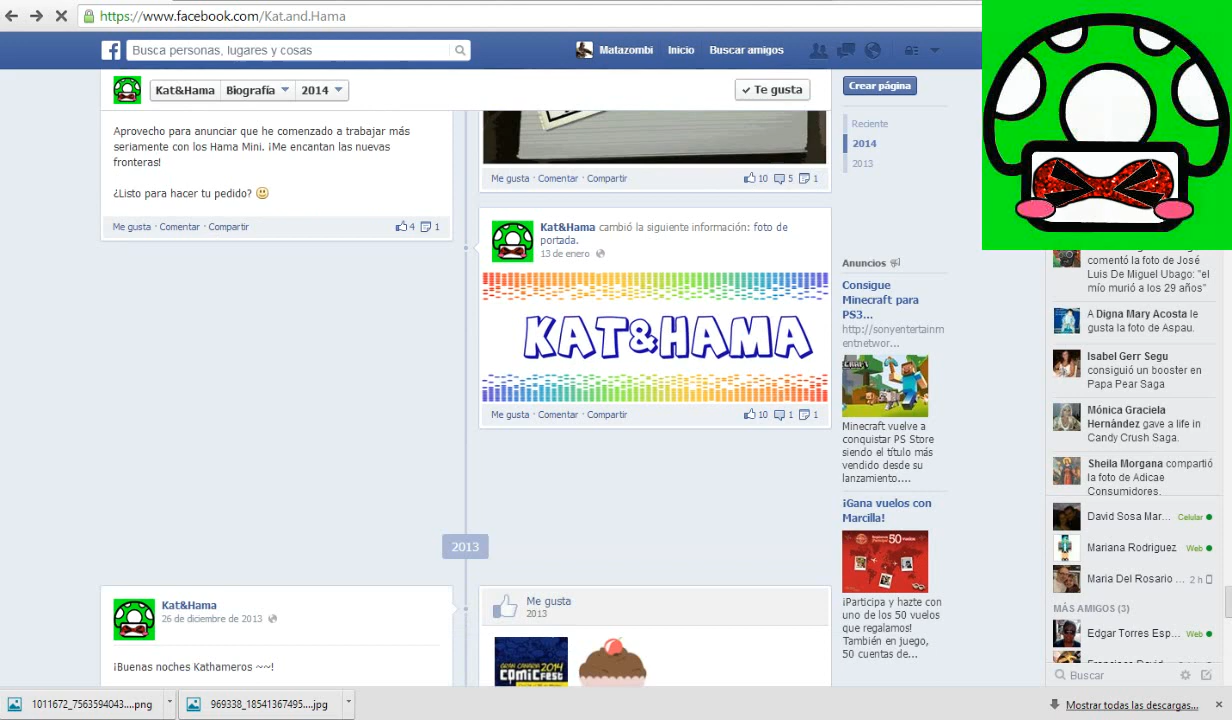 https://www.facebook.com/Kat.and.Hama
Busca personas, lugares y cosas
Matazombi Inicio Buscar amigos
Kat&Hama Biografía 2014
Te gusta
Crear página
Aprovecho para anunciar que he comenzado a trabajar más
seriamente con los Hama Mini. ¡Me encantan las nuevas
fronteras!
¿Listo para hacer tu pedido?
Me gusta · Comentar · Compartir
4 1
Me gusta · Comentar · Compartir
10 5 1
Kat&Hama cambió la siguiente información: foto de
portada.
13 de enero
KAT&HAMA
Me gusta · Comentar · Compartir
10 1 1
2013
Kat&Hama
26 de diciembre de 2013
¡Buenas noches Kathameros ~~!
Me gusta
2013
GRAN CANARIA 2014
COMICFEST
Reciente
2014
2013
Anuncios
Consigue
Minecraft para
PS3...
http://sonyentertainm
entnetwor...
Minecraft vuelve a
conquistar PS Store
siendo el título más
vendido desde su
lanzamiento....
¡Gana vuelos con
Marcilla!
50
¡Participa y hazte con
uno de los 50 vuelos
que regalamos!
También en juego,
50 cuentas de...
comentó la foto de José
Luis De Miguel Ubago: "el
mío murió a los 29 años"
A Digna Mary Acosta le
gusta la foto de Aspau.
Isabel Gerr Segu
consiguió un booster en
Papa Pear Saga
Mónica Graciela
Hernández gave a life in
Candy Crush Saga.
Sheila Morgana compartió
la foto de Adicae
Consumidores.
David Sosa Mar... Celular
Mariana Rodriguez Web
Maria Del Rosario ... 2 h
MÁS AMIGOS (3)
Edgar Torres Esp... Web
Buscar
1011672_7563594043....png
969338_18541367495....jpg
Mostrar todas las descargas...